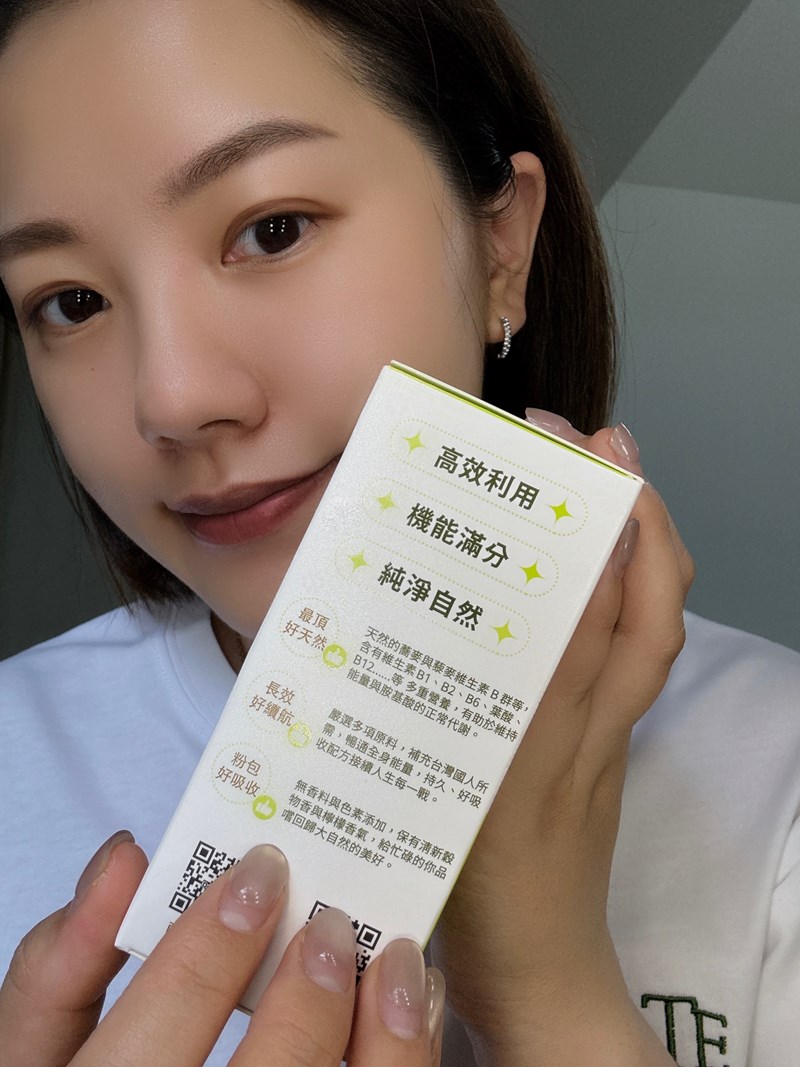 高效利用
機能滿分
純淨自然
最頂
好天然
天然的蕎麥與藜麥維生素 B 群等，
含有維生素 B1、B2、B6、葉酸、
B12……等 多重營養，有助於維持
能量與胺基酸的正常代謝。
長效
好續航
嚴選多項原料，補充台灣國人所
需，暢通全身能量，持久、好吸
收配方接續人生每一戰。
粉包
好吸收
無香料與色素添加，保有清新穀
物香與檸檬香氣，給忙碌的你品
嚐回歸大自然的美好。
TE